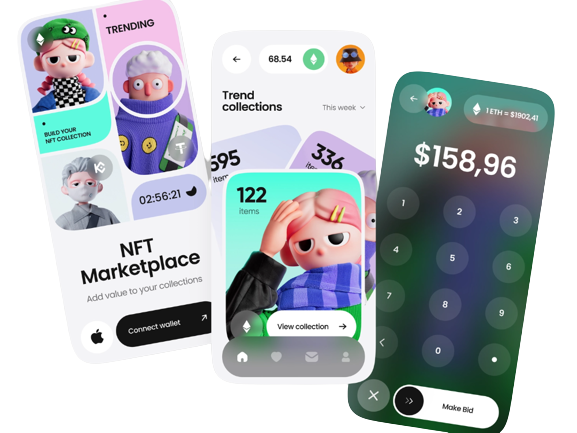 TRENDING
BUILD YOUR
NFT COLLECTION
02:56:21
NFT
Marketplace
Add value to your collections
Connect wallet
68.54
Trend
collections
This week
595
items
336
122
items
View collection
1 ETH = $1902,41
$158,96
1
2
3
4
5
6
7
8
9
0
Make Bid